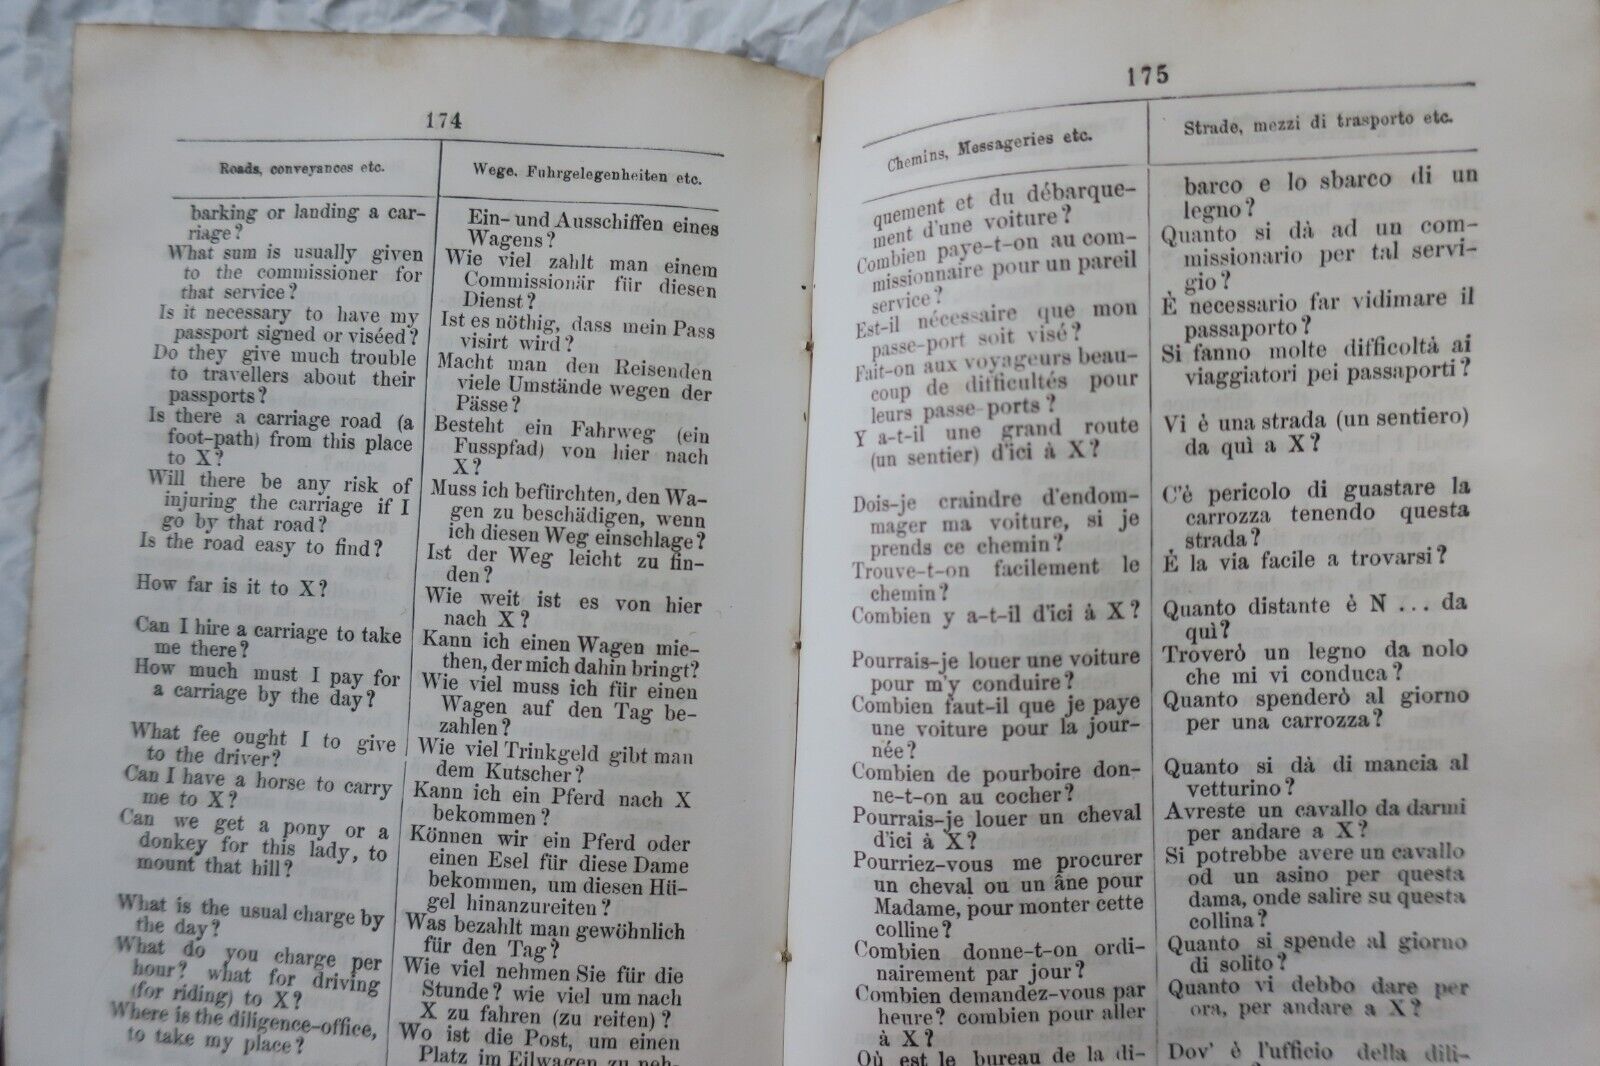 174
Roads, conveyances etc.
barking or landing a car-
riage?
What sum is usually given
to the commissioner for
that service?
Is it necessary to have my
passport signed or viséed?
Do they give much trouble
to travellers about their
passports?
Is there a carriage road (a
foot-path) from this place
to X?
Will there be any risk of
injuring the carriage if I
go by that road?
Is the road easy to find?
How far is it to X?
Can I hire a carriage to take
me there?
How much must I pay for
a carriage by the day?
What fee ought I to give
to the driver?
Can I have a horse to carry
me to X?
Can we get a pony or a
donkey for this lady, to
mount that hill?
What is the usual charge by
the day?
What do you charge per
hour? what for driving
(for riding) to X?
Where is the diligence-office,
to take my place?
Wege, Fuhrgelegenheiten etc.
Ein- und Ausschiffen eines
Wagens?
Wie viel zahlt man einem
Commissionär für diesen
Dienst?
Ist es nöthig, dass mein Pass
visirt wird?
Macht man den Reisenden
viele Umstände wegen der
Pässe?
Besteht ein Fahrweg (ein
Fusspfad) von hier nach
X?
Muss ich befürchten, den Wa-
gen zu beschädigen, wenn
ich diesen Weg einschlage?
Ist der Weg leicht zu fin-
den?
Wie weit ist es von hier
nach X?
Kann ich einen Wagen mie-
then, der mich dahin bringt?
Wie viel muss ich für einen
Wagen auf den Tag be-
zahlen?
Wie viel Trinkgeld gibt man
dem Kutscher?
Kann ich ein Pferd nach X
bekommen?
Können wir ein Pferd oder
einen Esel für diese Dame
bekommen, um diesen Hü-
gel hinanzureiten?
Was bezahlt man gewöhnlich
für den Tag?
Wie viel nehmen Sie für die
Stunde? wie viel um nach
X zu fahren (zu reiten)?
Wo ist die Post, um einen
Platz im Eilwagen zu neh-
175
Chemins, Messageries etc.
quement et du débarque-
ment d'une voiture?
Combien paye-t-on au com-
missionnaire pour un pareil
service?
Est-il nécessaire que mon
passe-port soit visé?
Fait-on aux voyageurs beau-
coup de difficultés pour
leurs passe-ports?
Y a-t-il une grand route
(un sentier) d'ici à X?
Dois-je craindre d'endom-
mager ma voiture, si je
prends ce chemin?
Trouve-t-on facilement le
chemin?
Combien y a-t-il d'ici à X?
Pourrais-je louer une voiture
pour m'y conduire?
Combien faut-il que je paye
une voiture pour la jour-
née?
Combien de pourboire don-
ne-t-on au cocher?
Pourrais-je louer un cheval
d'ici à X?
Pourriez-vous me procurer
un cheval ou un âne pour
Madame, pour monter cette
colline?
Combien donne-t-on ordi-
nairement par jour?
Combien demandez-vous par
heure? combien pour aller
à X?
Où est le bureau de la di-
Strade, mezzi di trasporto etc.
barco e lo sbarco di un
legno?
Quanto si dà ad un com-
missionario per tal servi-
gio?
È necessario far vidimare il
passaporto?
Si fanno molte difficoltà ai
viaggiatori pei passaporti?
Vi è una strada (un sentiero)
da quì a X?
C'é pericolo di guastare la
carrozza tenendo questa
strada?
È la via facile a trovarsi?
Quanto distante è N ... da
quì?
Troverò un legno da nolo
che mi vi conduca?
Quanto spenderò al giorno
per una carrozza?
Quanto si dà di mancia al
vetturino?
Avreste un cavallo da darmi
per andare a X?
Si potrebbe avere un cavallo
od un asino per questa
dama, onde salire su questa
collina?
Quanto si spende al giorno
di solito?
Quanto vi debbo dare per
ora, per andare a X?
Dov' è l'ufficio della dili-